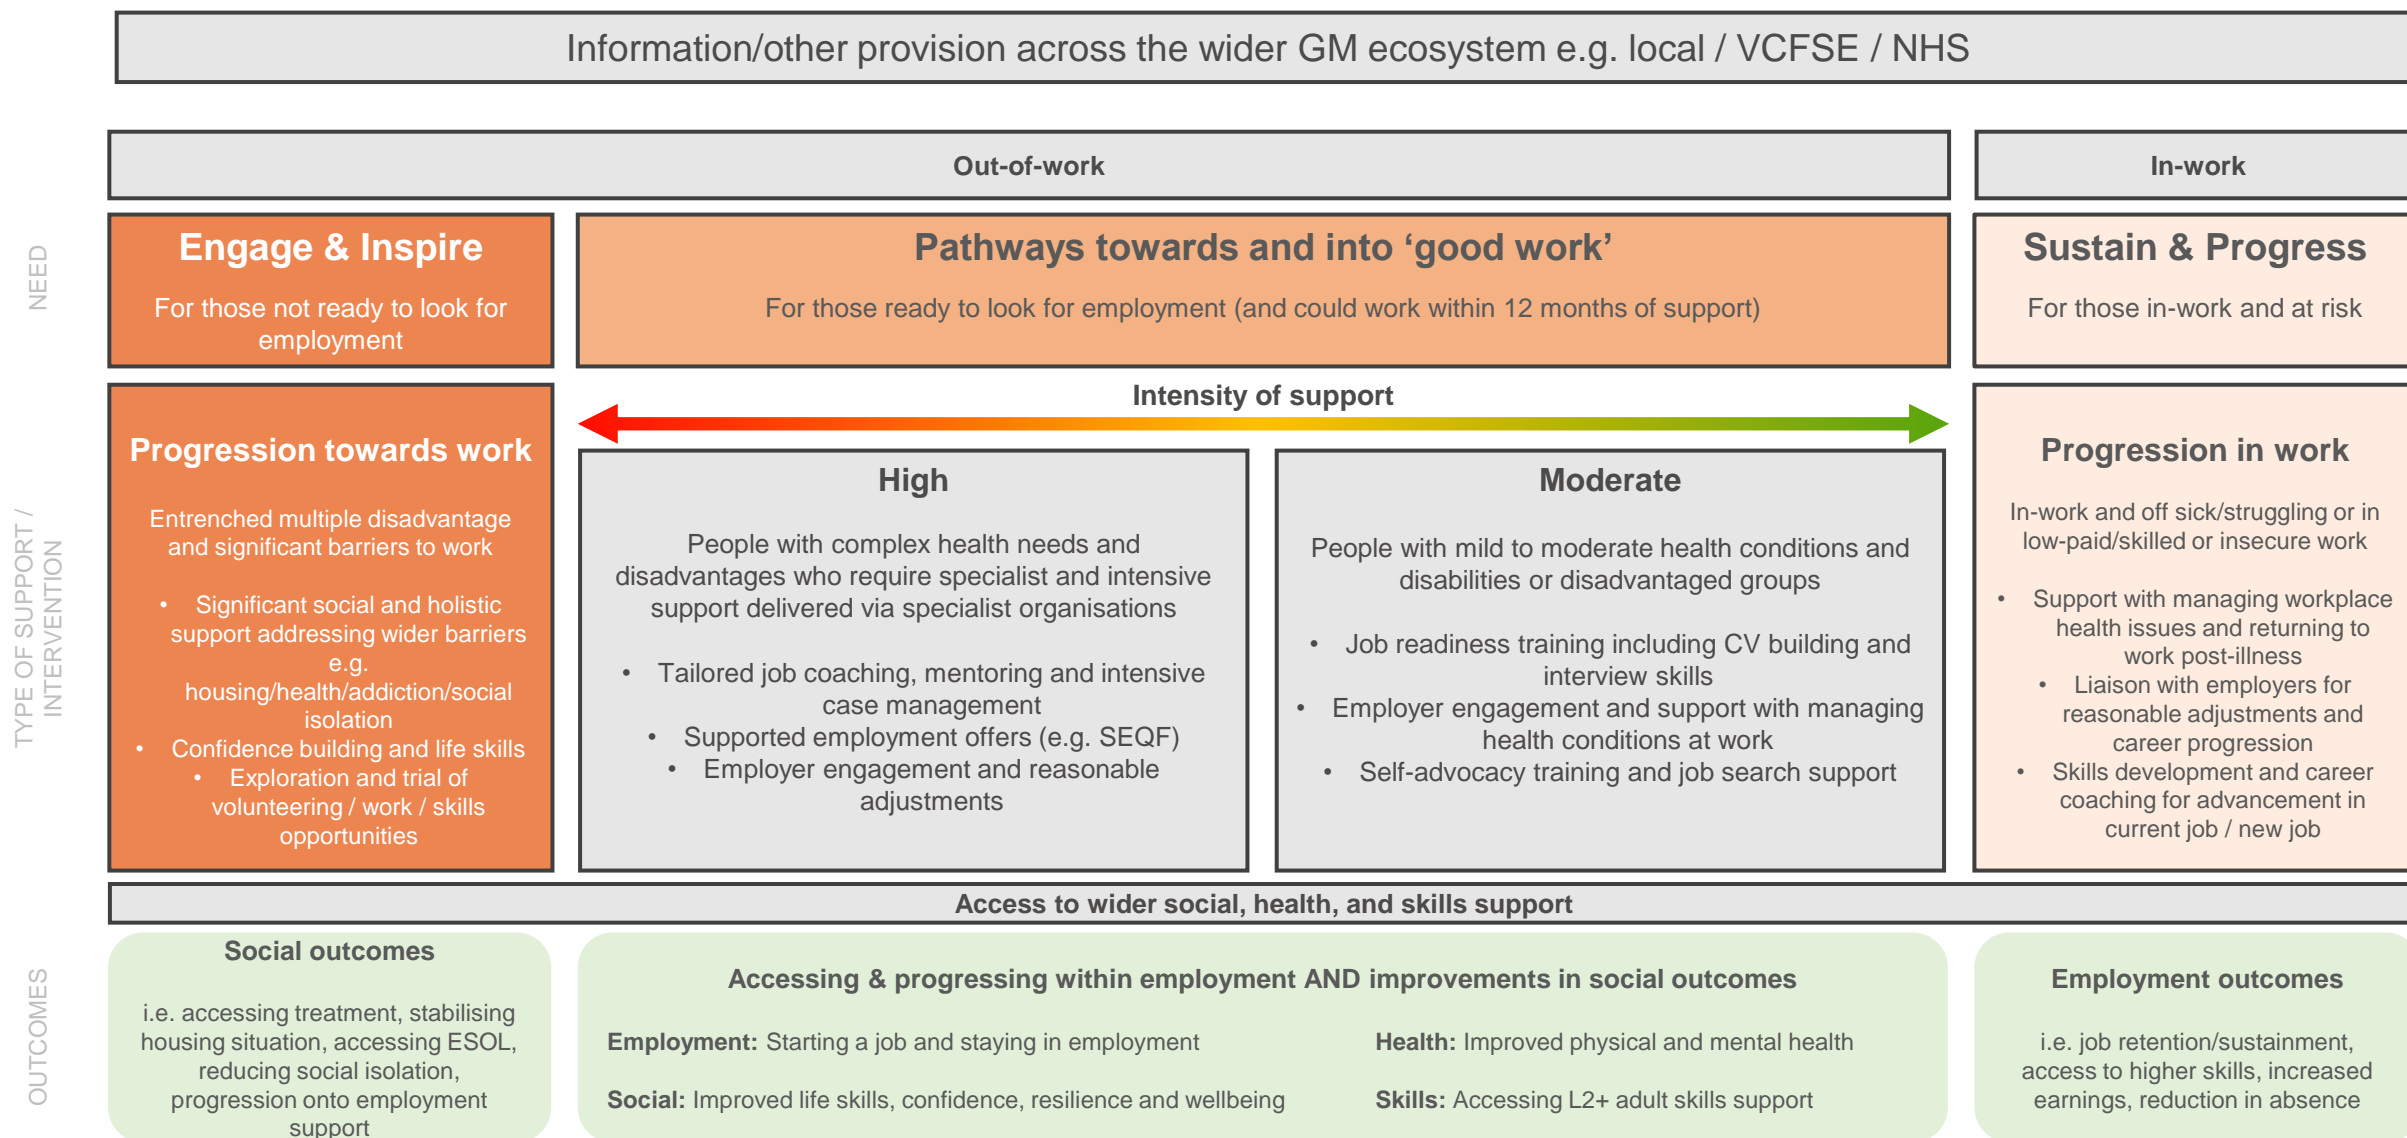 Information/other provision across the wider GM ecosystem e.g. local / VCFSE / NHS
Out-of-work
In-work
NEED
Engage & Inspire
For those not ready to look for
employment
Pathways towards and into ‘good work’
For those ready to look for employment (and could work within 12 months of support)
Sustain & Progress
For those in-work and at risk
TYPE OF SUPPORT /
INTERVENTION
Progression towards work
Entrenched multiple disadvantage
and significant barriers to work
• Significant social and holistic
support addressing wider barriers
e.g.
housing/health/addiction/social
isolation
• Confidence building and life skills
• Exploration and trial of
volunteering / work / skills
opportunities
Intensity of support
High
People with complex health needs and
disadvantages who require specialist and intensive
support delivered via specialist organisations
• Tailored job coaching, mentoring and intensive
case management
• Supported employment offers (e.g. SEQF)
• Employer engagement and reasonable
adjustments
Moderate
People with mild to moderate health conditions and
disabilities or disadvantaged groups
• Job readiness training including CV building and
interview skills
• Employer engagement and support with managing
health conditions at work
• Self-advocacy training and job search support
Progression in work
In-work and off sick/struggling or in
low-paid/skilled or insecure work
• Support with managing workplace
health issues and returning to
work post-illness
• Liaison with employers for
reasonable adjustments and
career progression
• Skills development and career
coaching for advancement in
current job / new job
Access to wider social, health, and skills support
OUTCOMES
Social outcomes
i.e. accessing treatment, stabilising
housing situation, accessing ESOL,
reducing social isolation,
progression onto employment
support
Accessing & progressing within employment AND improvements in social outcomes
Employment: Starting a job and staying in employment
Health: Improved physical and mental health
Social: Improved life skills, confidence, resilience and wellbeing
Skills: Accessing L2+ adult skills support
Employment outcomes
i.e. job retention/sustainment,
access to higher skills, increased
earnings, reduction in absence